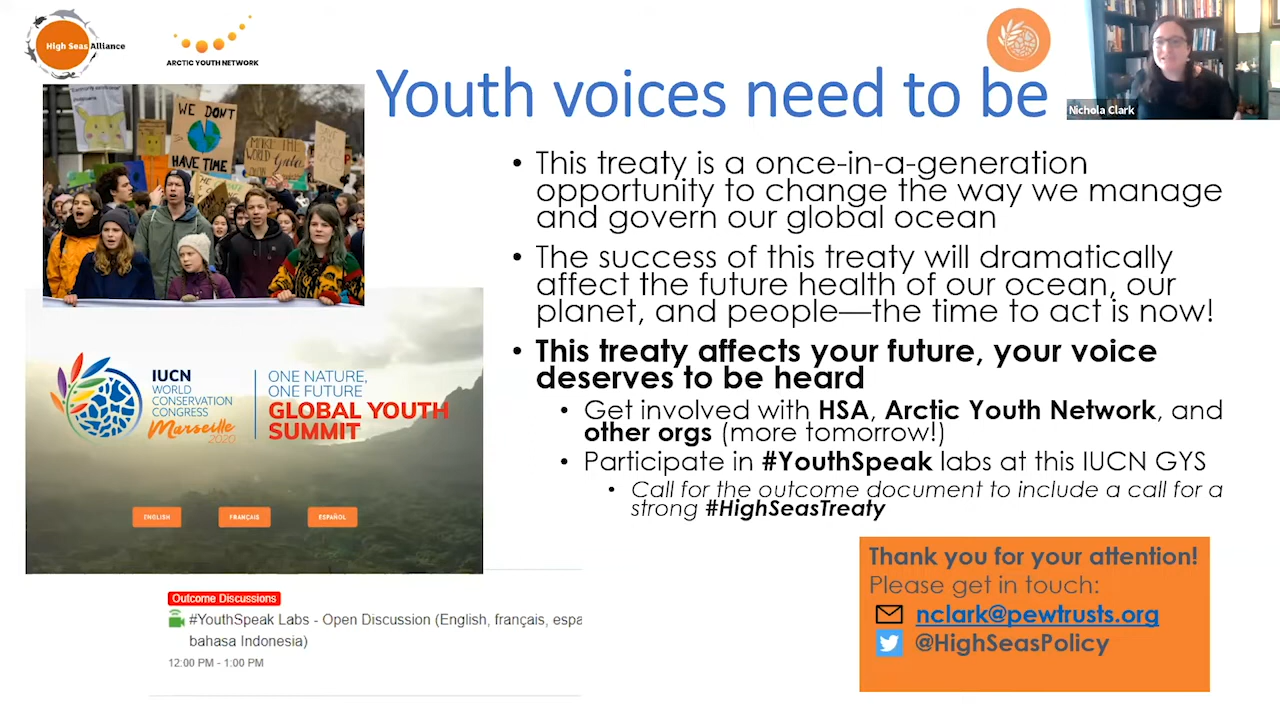 High Seas Alliance
ARCTIC YOUTH NETWORK
Youth voices need to be
Nichola Clark
WE DON'T
HAVE TIME
MAKE THE
WORLD Greta
• This treaty is a once-in-a-generation
opportunity to change the way we manage
and govern our global ocean
• The success of this treaty will dramatically
affect the future health of our ocean, our
planet, and people—the time to act is now!
• This treaty affects your future, your voice
deserves to be heard
• Get involved with HSA, Arctic Youth Network, and
other orgs (more tomorrow!)
• Participate in #YouthSpeak labs at this IUCN GYS
• Call for the outcome document to include a call for a
strong #HighSeasTreaty
IUCN
WORLD
CONSERVATION
CONGRESS
Marseille
2020
ONE NATURE,
ONE FUTURE
GLOBAL YOUTH
SUMMIT
ENGLISH
FRANÇAIS
ESPAÑOL
Outcome Discussions
#YouthSpeak Labs - Open Discussion (English, français, espa
bahasa Indonesia)
12:00 PM - 1:00 PM
Thank you for your attention!
Please get in touch:
nclark@pewtrusts.org
@HighSeasPolicy